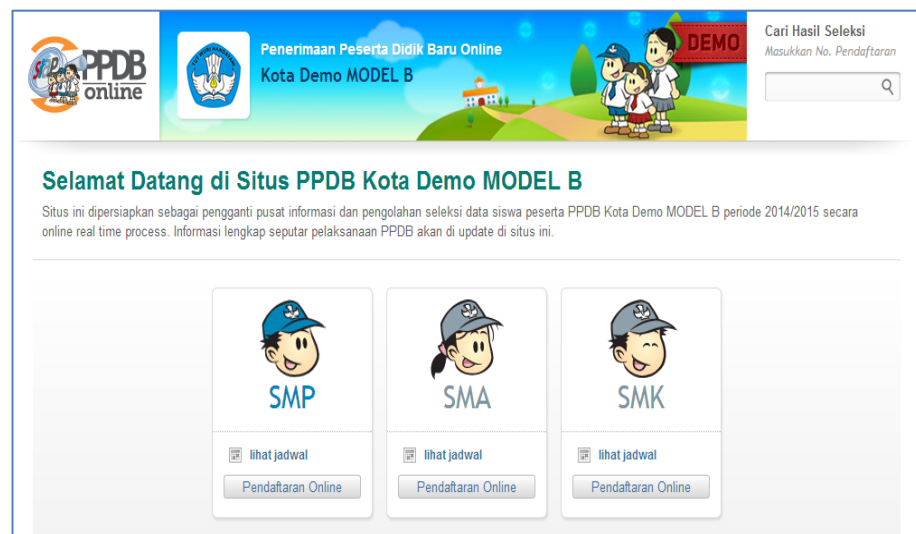 PPDB
online
Penerimaan Peserta Didik Baru Online
Kota Demo MODEL B
DEMO
Cari Hasil Seleksi
Masukkan No. Pendaftaran
Selamat Datang di Situs PPDB Kota Demo MODEL B
Situs ini dipersiapkan sebagai pengganti pusat informasi dan pengolahan seleksi data siswa peserta PPDB Kota Demo MODEL B periode 2014/2015 secara
online real time process. Informasi lengkap seputar pelaksanaan PPDB akan di update di situs ini.
SMP
SMA
SMK
lihat jadwal
lihat jadwal
lihat jadwal
Pendaftaran Online
Pendaftaran Online
Pendaftaran Online